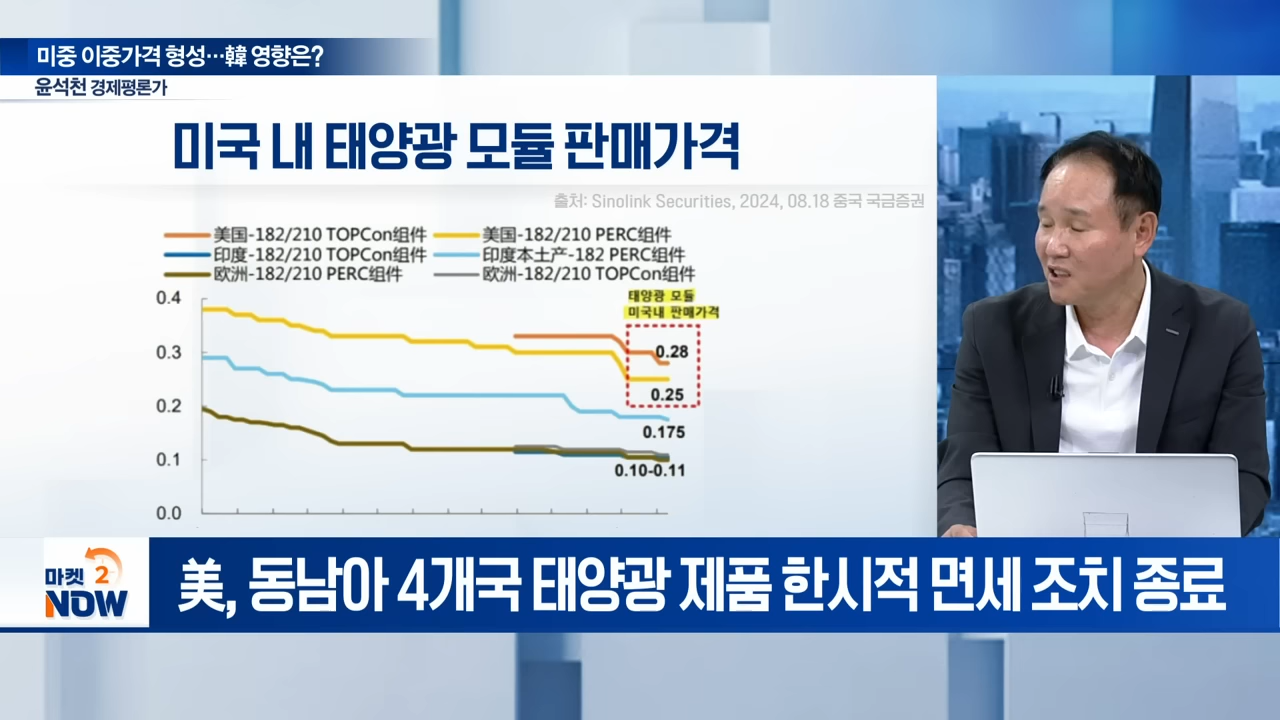 미중 이중가격 형성…韓 영향은?
윤석천 경제평론가
미국 내 태양광 모듈 판매가격
출처: Sinolink Securities, 2024, 08.18 중국 국금증권
美国-182/210 TOPCon组件 美国-182/210 PERC组件
印度-182/210 TOPCon组件 印度本土产-182 PERC组件
欧洲-182/210 PERC组件 欧洲-182/210 TOPCon组件
태양광 모듈
미국내 판매가격
0.4
0.3
0.28
0.25
0.2
0.175
0.1
0.10-0.11
0.0
마켓 2
NOW
美, 동남아 4개국 태양광 제품 한시적 면세 조치 종료